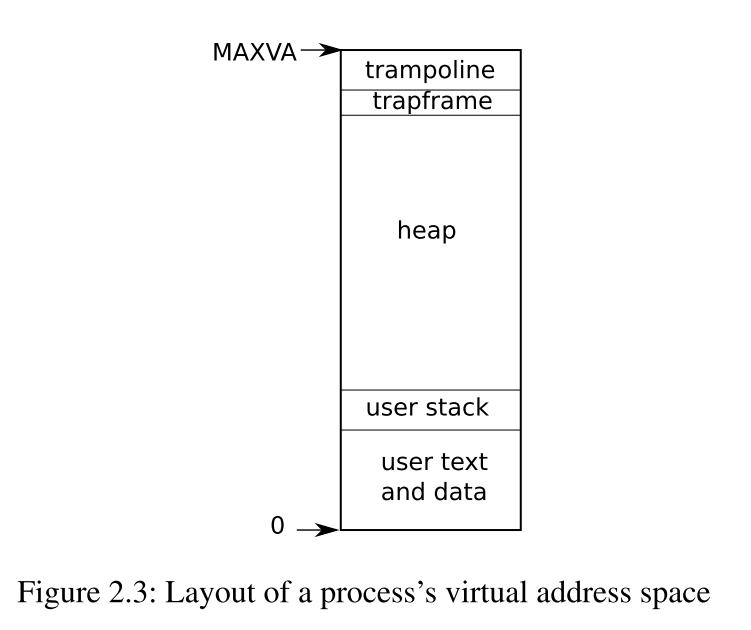 MAXVA
trampoline
trapframe
heap
user stack
user text
and data
0
Figure 2.3: Layout of a process’s virtual address space